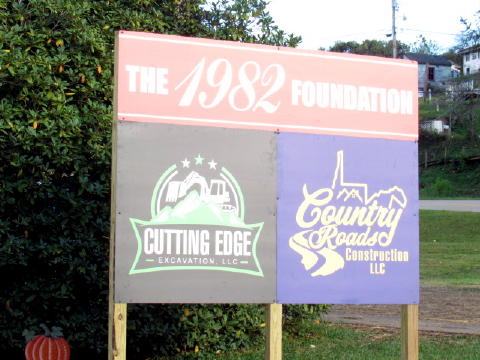 THE 1982 FOUNDATION
CUTTING EDGE
EXCAVATION, LLC
Country
Roads
Construction
LLC